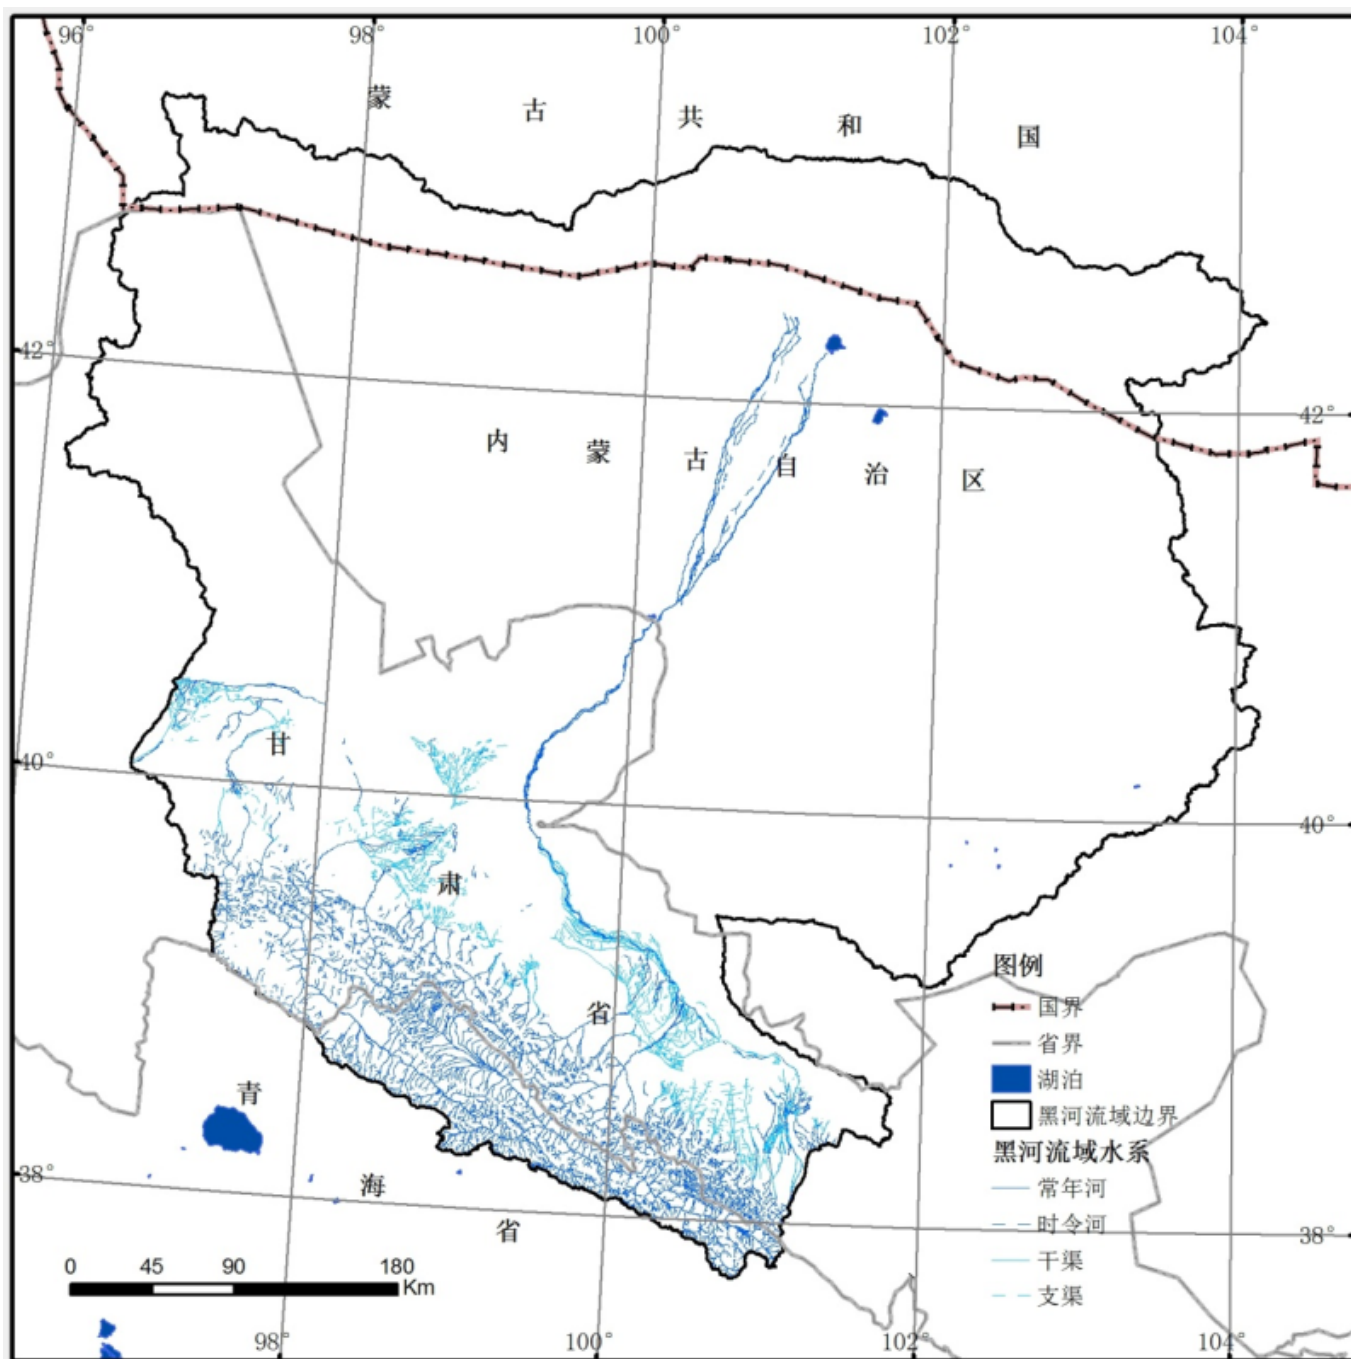 96° 98° 100° 102° 104°
蒙 古 共 和 国
42°
42°
内 蒙 古 自 治 区
甘
40°
40°
肃
图例
省
国界
省界
湖泊
青
黑河流域边界
黑河流域水系
38°
海
常年河
省
时令河
38°
干渠
0 45 90 180
Km
支渠
98° 100° 102° 104°